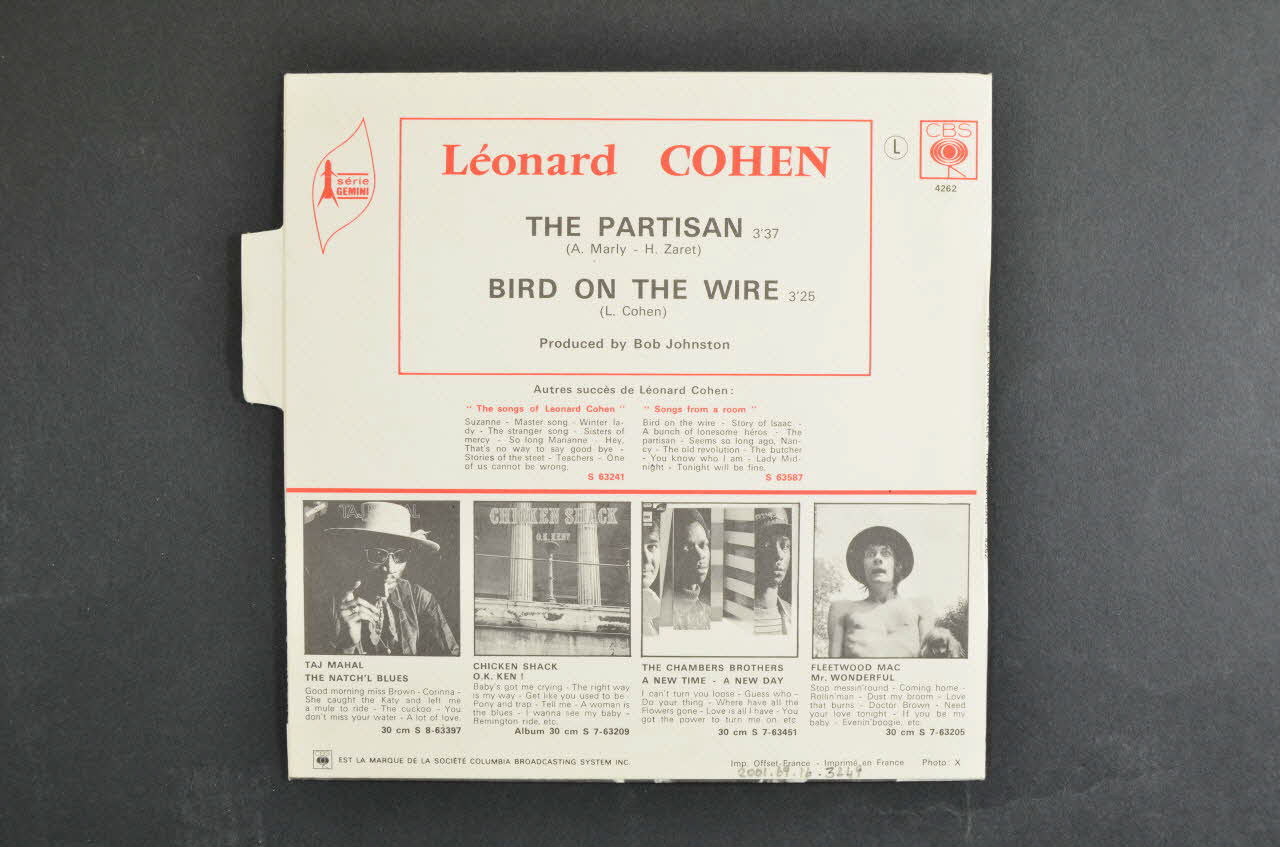 série
GEMINI
Léonard COHEN
L
CBS
4262
THE PARTISAN 3'37
(A. Marly - H. Zaret)
BIRD ON THE WIRE 3'25
(L. Cohen)
Produced by Bob Johnston
Autres succès de Léonard Cohen :
" The songs of Leonard Cohen "
Suzanne - Master song - Winter la-
dy - The stranger song - Sisters of
mercy - So long Marianne - Hey,
That's no way to say good bye -
Stories of the steet - Teachers - One
of us cannot be wrong.
S 63241
" Songs from a room "
Bird on the wire - Story of Isaac -
A bunch of lonesome héros - The
partisan - Seems so long ago, Nan-
cy - The old revolution - The butcher
- You know who I am - Lady Mid-
night - Tonight will be fine.
S 63587
TAJ MAHAL
TAJ MAHAL
THE NATCH'L BLUES
Good morning miss Brown - Corinna -
She caught the Katy and left me
a mule to ride - The cuckoo - You
don't miss your water - A lot of love.
30 cm S 8-63397
CHICKEN SHACK
O.K. KEN?
CHICKEN SHACK
O.K. KEN !
Baby's got me crying - The right way
is my way - Get like you used to be -
Pony and trap - Tell me - A woman is
the blues - I wanna see my baby -
Remington ride, etc.
Album 30 cm S 7-63209
THE CHAMBERS BROTHERS
A NEW TIME - A NEW DAY
I can't turn you loose - Guess who -
Do your thing - Where have all the
Flowers gone - Love is all I have - You
got the power to turn me on. etc.
30 cm S 7-63451
FLEETWOOD MAC
Mr. WONDERFUL
Stop messin'round - Coming home -
Rollin'man - Dust my broom - Love
that burns - Doctor Brown - Need
your love tonight - If you be my
baby - Evenin'boogie, etc.
30 cm S 7-63205
CBS
EST LA MARQUE DE LA SOCIÉTÉ COLUMBIA BROADCASTING SYSTEM INC.
Imp. Offset-France - Imprimé en France Photo: X
2001.69.16.3249